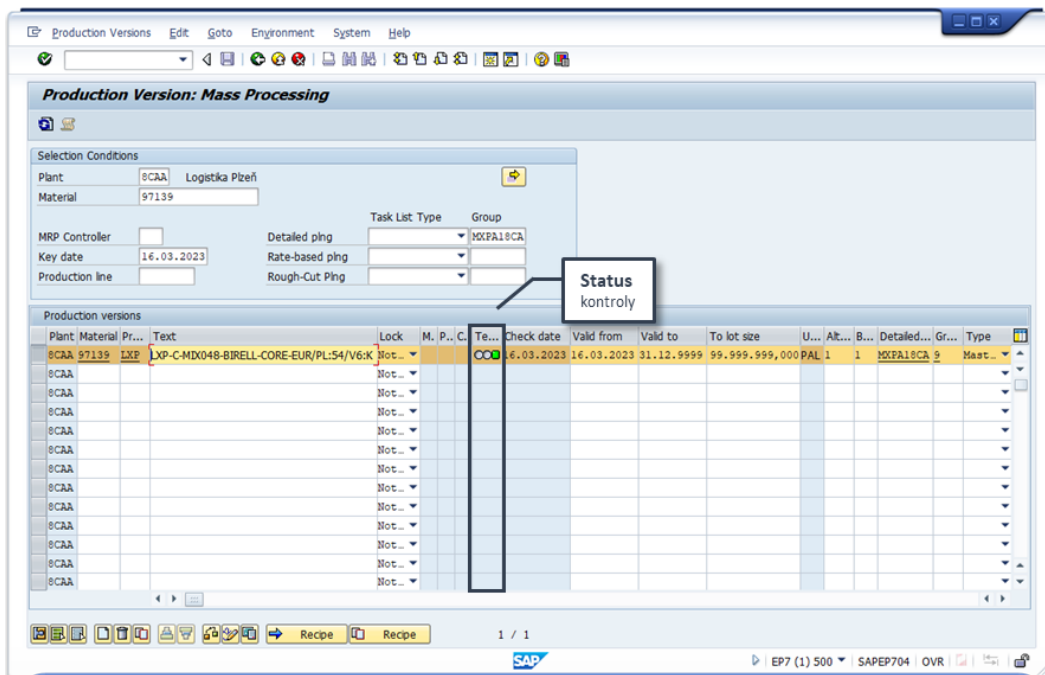 Production Versions Edit Goto Environment System Help
Production Version: Mass Processing
Selection Conditions
Plant 8CAA Logistika Plzeň
Material 97139
Task List Type Group
MRP Controller Detailed plng MXPA18CA
Key date 16.03.2023 Rate-based plng
Production line Rough-Cut Plng
Status
kontroly
Production versions
Plant Material Pr... Text Lock M. P.. C. Te... Check date Valid from Valid to To lot size U... Alt... B... Detailed... Gr... Type
8CAA 97139 LXP LXP-C-MIX048-BIRELL-CORE-EUR/PL:54/V6:K Not… 16.03.2023 16.03.2023 31.12.9999 99.999.999,000 PAL 1 1 MXPA18CA 9 Mast…
8CAA Not…
8CAA Not…
8CAA Not…
8CAA Not…
8CAA Not…
8CAA Not…
8CAA Not…
8CAA Not…
8CAA Not…
8CAA Not…
8CAA Not…
8CAA Not…
Recipe Recipe 1 / 1
SAP EP7 (1) 500 SAPEP704 OVR